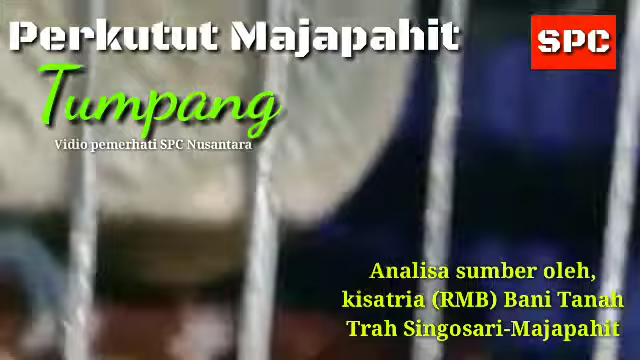 Perkutut Majapahit
SPC
Tumpang
Vidio pemerhati SPC Nusantara
Analisa sumber oleh,
kisatria (RMB) Bani Tanah
Trah Singosari-Majapahit